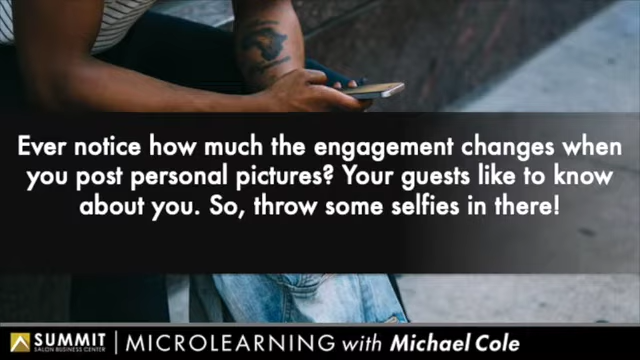 Ever notice how much the engagement changes when
you post personal pictures? Your guests like to know
about you. So, throw some selfies in there!
SUMMIT
SALON BUSINESS CENTER
MICROLEARNING with Michael Cole